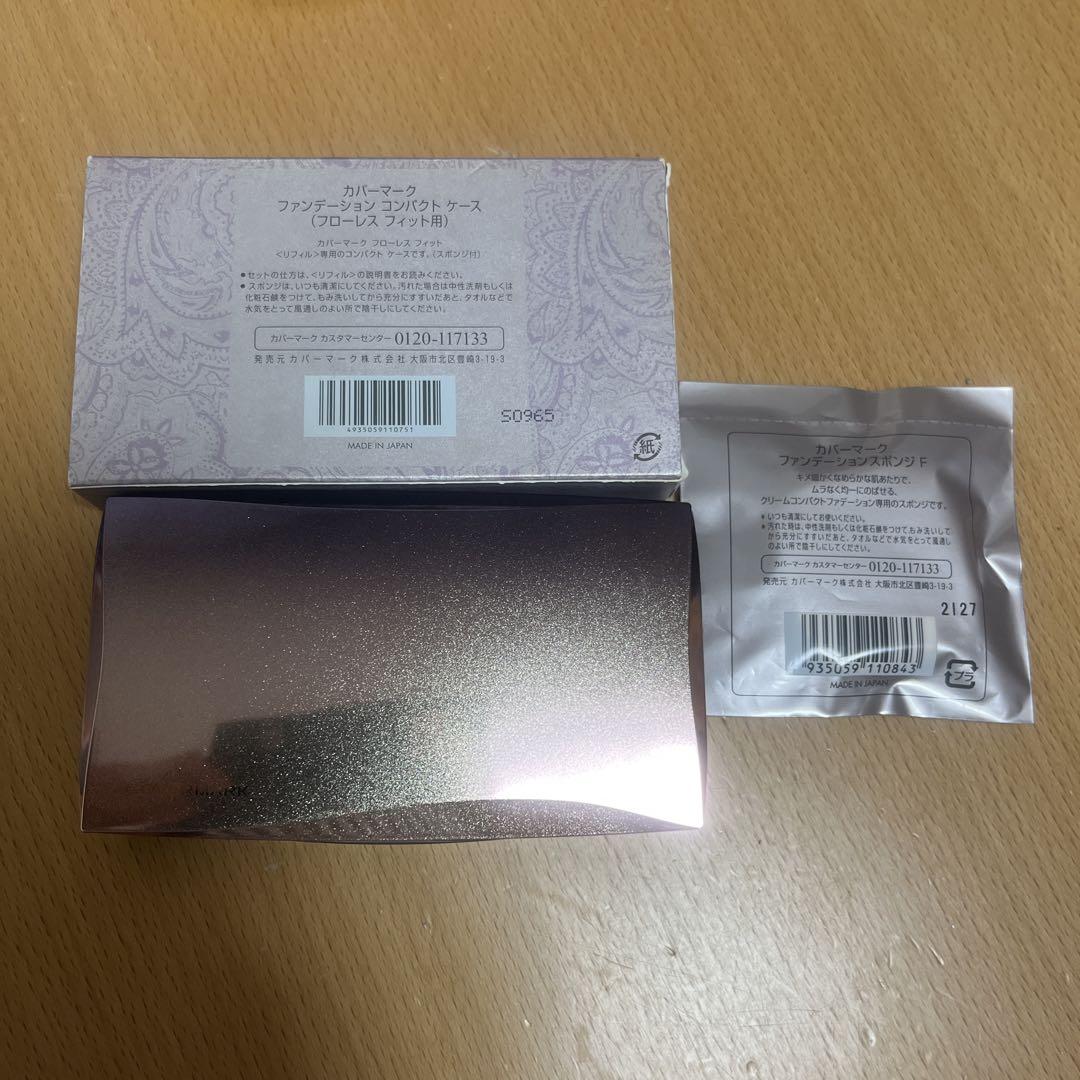 カバーマーク
ファンデーション コンパクト ケース
(フローレス フィット用)
カバーマーク フローレス フィット
<リフィル>専用のコンパクト ケースです。(スポンジ付)
●セットの仕方は、<リフィル>の説明書をお読みください。
●スポンジは、いつも清潔にしてください。汚れた場合は中性洗剤もしくは
化粧石鹸をつけて、もみ洗いしてから充分にすすいだあと、タオルなどで
水気をとって風通しのよい所で陰干しにしてください。
カバーマーク カスタマーセンター 0120-117133
発売元 カバーマーク株式会社 大阪市北区豊崎3-19-3
4935059110751
S0965
MADE IN JAPAN
紙
カバーマーク
ファンデーションスポンジ F
キメ細かくなめらかな肌あたりで、
ムラなく均一にのばせる、
クリームコンパクトファデーション専用のスポンジです。
*いつも清潔にしてお使いください。
*汚れた時は、中性洗剤もしくは化粧石鹸をつけて、もみ洗いして
から充分にすすいだあと、タオルなどで水気をとって風通し
のよい所で陰干しにしてください。
カバーマーク カスタマーセンター 0120-117133
発売元 カバーマーク株式会社 大阪市北区豊崎3-19-3
2127
935059 110843
MADE IN JAPAN
プラ
RMARK